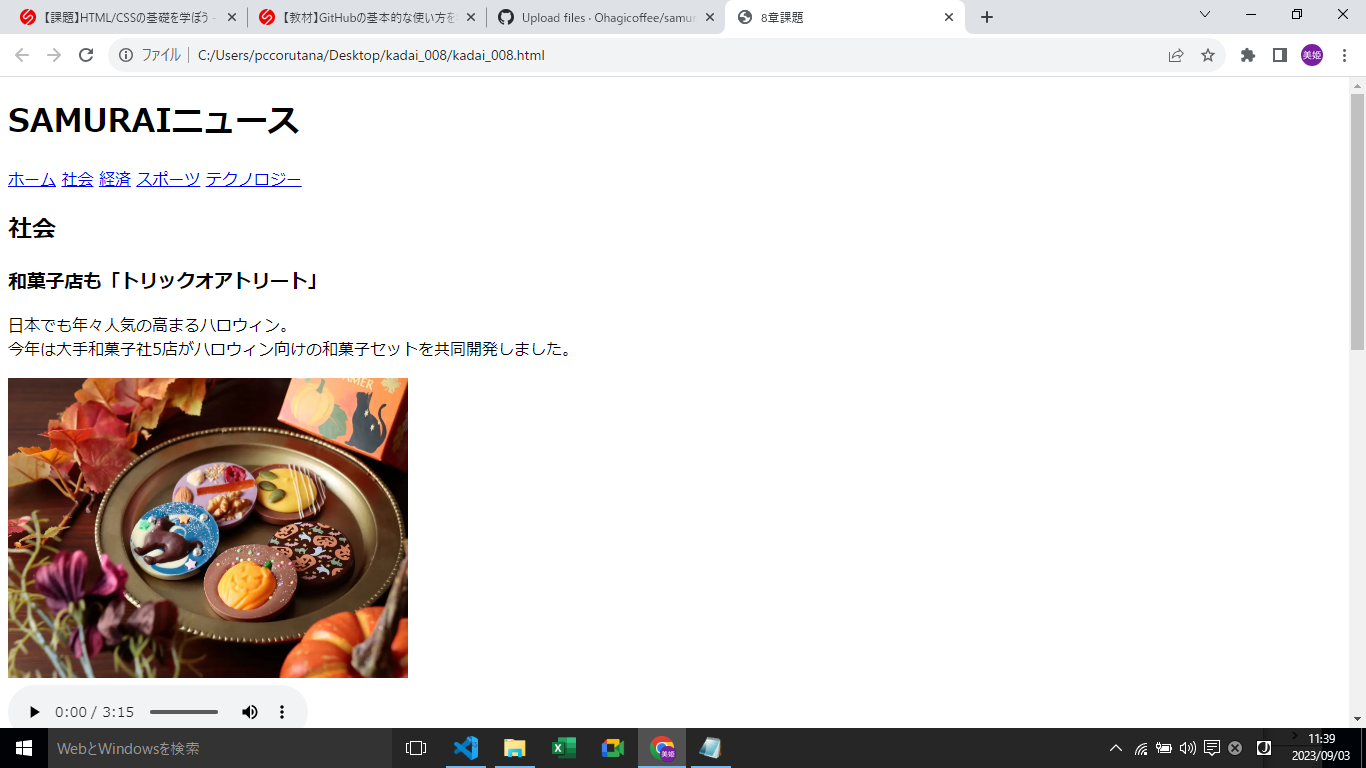 【課題】HTML/CSSの基礎を学ぼう -
【教材】GitHubの基本的な使い方を
Upload files · Ohagicoffee/samur
8章課題
ファイル
C:/Users/pccorutana/Desktop/kadai_008/kadai_008.html
美姫
SAMURAIニュース
ホーム 社会 経済 スポーツ テクノロジー
社会
和菓子店も「トリックオアトリート」
日本でも年々人気の高まるハロウィン。
今年は大手和菓子社5店がハロウィン向けの和菓子セットを共同開発しました。
0:00 / 3:15
WebとWindowsを検索
美姫
11:39
2023/09/03